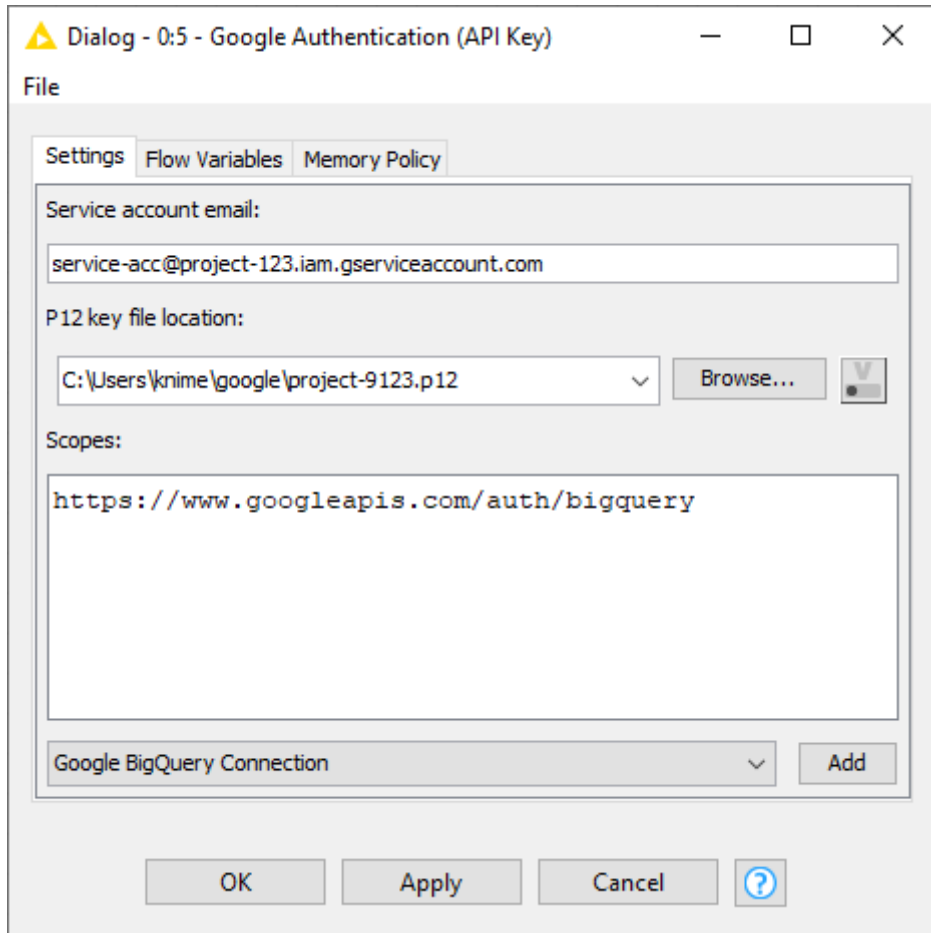 Dialog - 0:5 - Google Authentication (API Key)
File
Settings Flow Variables Memory Policy
Service account email:
service-acc@project-123.iam.gserviceaccount.com
P12 key file location:
C:\Users\knime\google\project-9123.p12 Browse... V
Scopes:
https://www.googleapis.com/auth/bigquery
Google BigQuery Connection Add
OK Apply Cancel ?